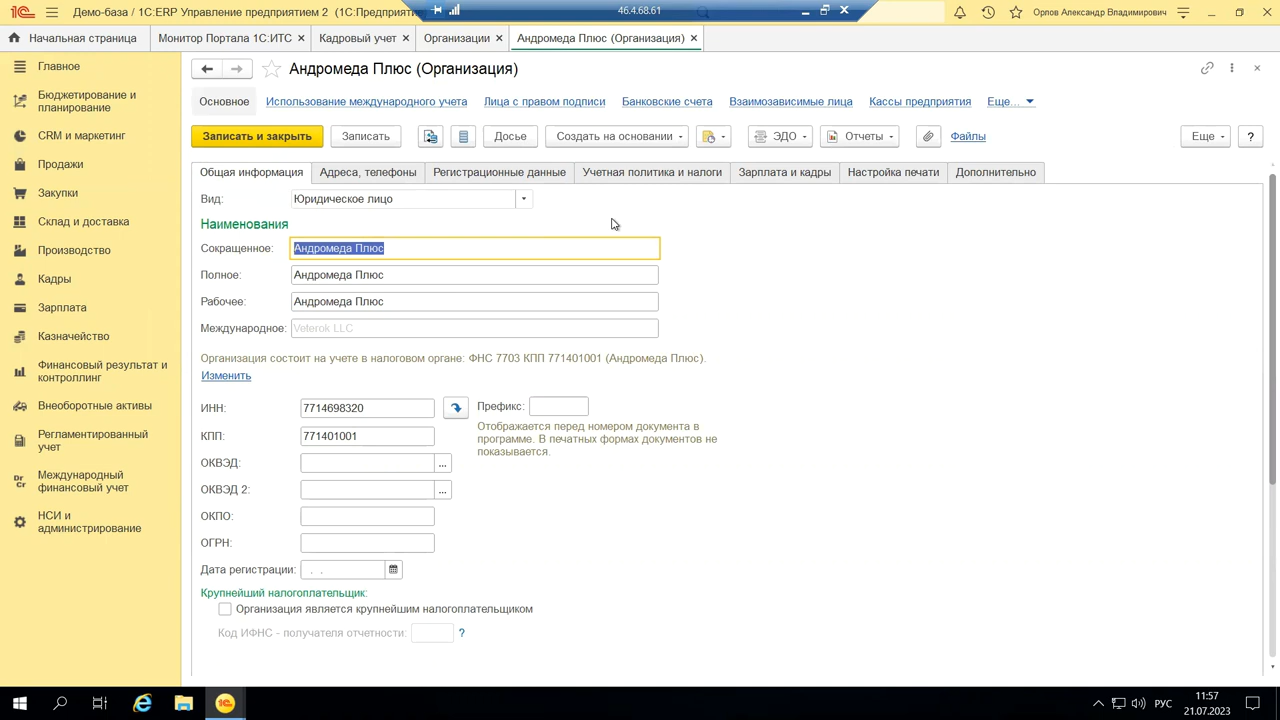 Демо-база / 1С:ERP Управление предприятием 2 (1С:Предприятие
46.4.68.61
Орлов Александр Владимирович
Начальная страница
Монитор Портала 1С:ИТС
Кадровый учет
Организации
Андромеда Плюс (Организация)
Главное
Бюджетирование и
планирование
CRM и маркетинг
Продажи
Закупки
Склад и доставка
Производство
Кадры
Зарплата
Казначейство
Финансовый результат и
контроллинг
Внеоборотные активы
Регламентированный
учет
Международный
финансовый учет
НСИ и
администрирование
Андромеда Плюс (Организация)
Основное Использование международного учета Лица с правом подписи Банковские счета Взаимозависимые лица Кассы предприятия Еще...
Записать и закрыть Записать Досье Создать на основании ЭДО Отчеты Файлы Еще ?
Общая информация Адреса, телефоны Регистрационные данные Учетная политика и налоги Зарплата и кадры Настройка печати Дополнительно
Вид: Юридическое лицо
Наименования
Сокращенное: Андромеда Плюс
Полное: Андромеда Плюс
Рабочее: Андромеда Плюс
Международное: Veterok LLC
Организация состоит на учете в налоговом органе: ФНС 7703 КПП 771401001 (Андромеда Плюс).
Изменить
ИНН: 7714698320 Префикс:
Отображается перед номером документа в
программе. В печатных формах документов не
показывается.
КПП: 771401001
ОКВЭД: ...
ОКВЭД 2: ...
ОКПО:
ОГРН:
Дата регистрации: . .
Крупнейший налогоплательщик:
Организация является крупнейшим налогоплательщиком
Код ИФНС - получателя отчетности: ?
РУС
11:57
21.07.2023